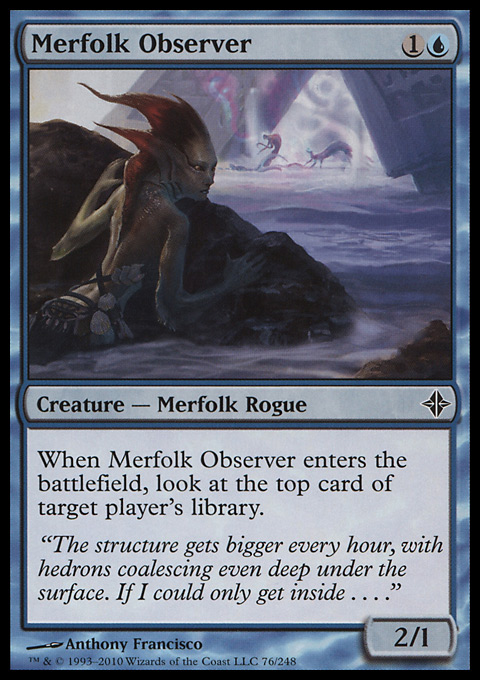 Merfolk Observer 1
Creature — Merfolk Rogue
When Merfolk Observer enters the
battlefield, look at the top card of
target player's library.
"The structure gets bigger every hour, with
hedrons coalescing even deep under the
surface. If I could only get inside . . . ."
Anthony Francisco
2/1
™ & © 1993–2010 Wizards of the Coast LLC 76/248